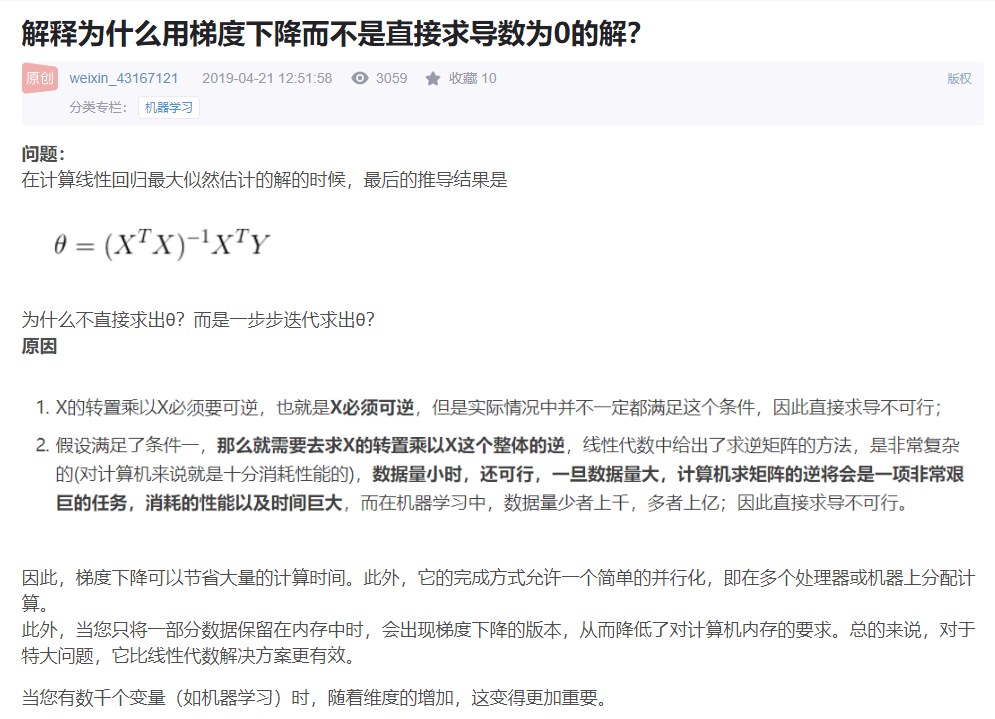 解释为什么用梯度下降而不是直接求导数为0的解？
原创 weixin_43167121 2019-04-21 12:51:58 3059 收藏 10 版权
分类专栏： 机器学习
问题：
在计算线性回归最大似然估计的解的时候，最后的推导结果是
θ = (X^T X)^{-1} X^T Y
为什么不直接求出θ？而是一步步迭代求出θ？
原因
1. X的转置乘以X必须要可逆，也就是X必须可逆，但是实际情况中并不一定都满足这个条件，因此直接求导不可行；
2. 假设满足了条件一，那么就需要去求X的转置乘以X这个整体的逆，线性代数中给出了求逆矩阵的方法，是非常复杂
的(对计算机来说就是十分消耗性能的)，数据量小时，还可行，一旦数据量大，计算机求矩阵的逆将会是一项非常艰
巨的任务，消耗的性能以及时间巨大，而在机器学习中，数据量少者上千，多者上亿；因此直接求导不可行。
因此，梯度下降可以节省大量的计算时间。此外，它的完成方式允许一个简单的并行化，即在多个处理器或机器上分配计
算。
此外，当您只将一部分数据保留在内存中时，会出现梯度下降的版本，从而降低了对计算机内存的要求。总的来说，对于
特大问题，它比线性代数解决方案更有效。
当您有数千个变量（如机器学习）时，随着维度的增加，这变得更加重要。